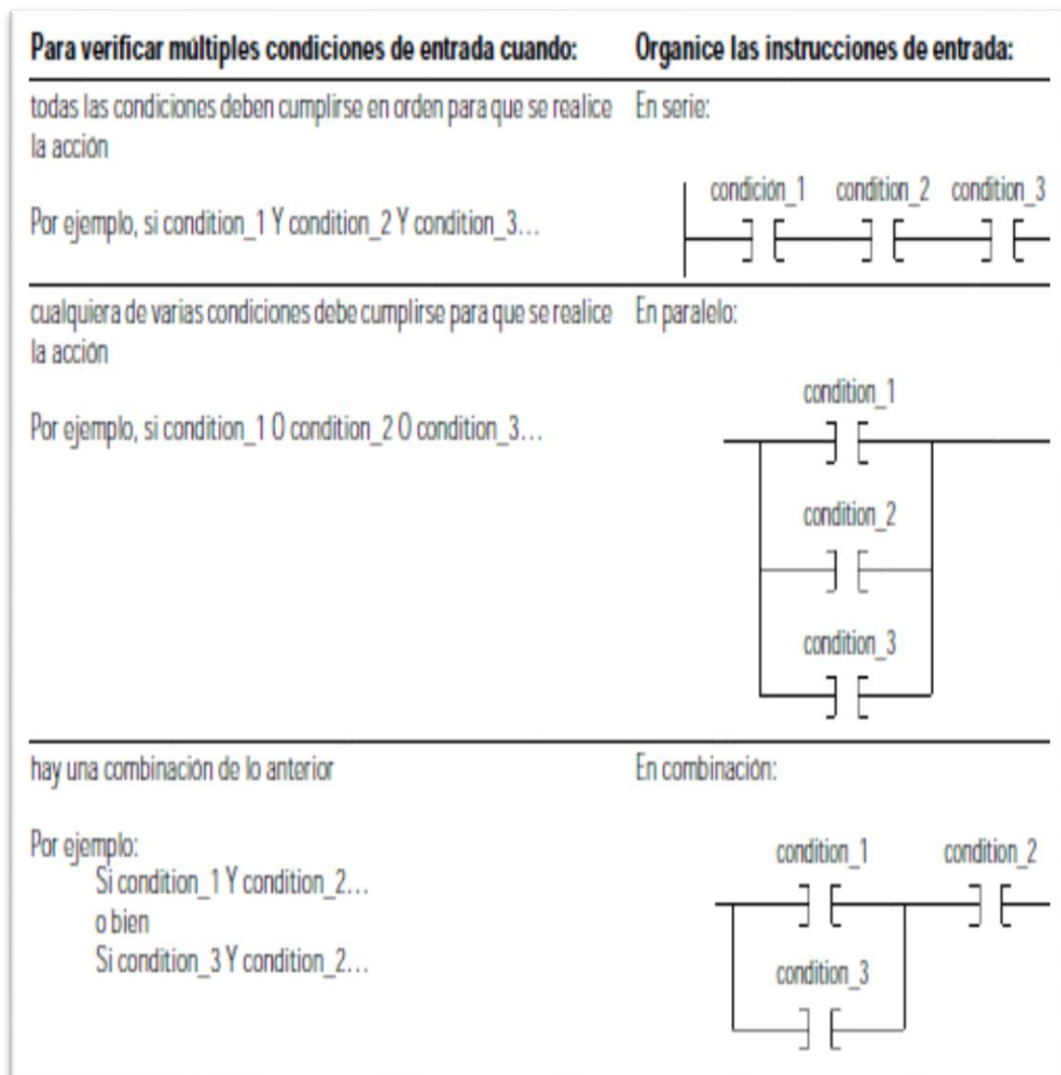 Para verificar múltiples condiciones de entrada cuando:
Organice las instrucciones de entrada:
todas las condiciones deben cumplirse en orden para que se realice
la acción
En serie:
Por ejemplo, si condition_1 Y condition_2 Y condition_3...
condición_1 condition_2 condition_3
cualquiera de varias condiciones debe cumplirse para que se realice
la acción
En paralelo:
Por ejemplo, si condition_1 O condition_2 O condition_3...
condition_1
condition_2
condition_3
hay una combinación de lo anterior
En combinación:
Por ejemplo:
Si condition_1 Y condition_2...
o bien
Si condition_3 Y condition_2...
condition_1 condition_2
condition_3